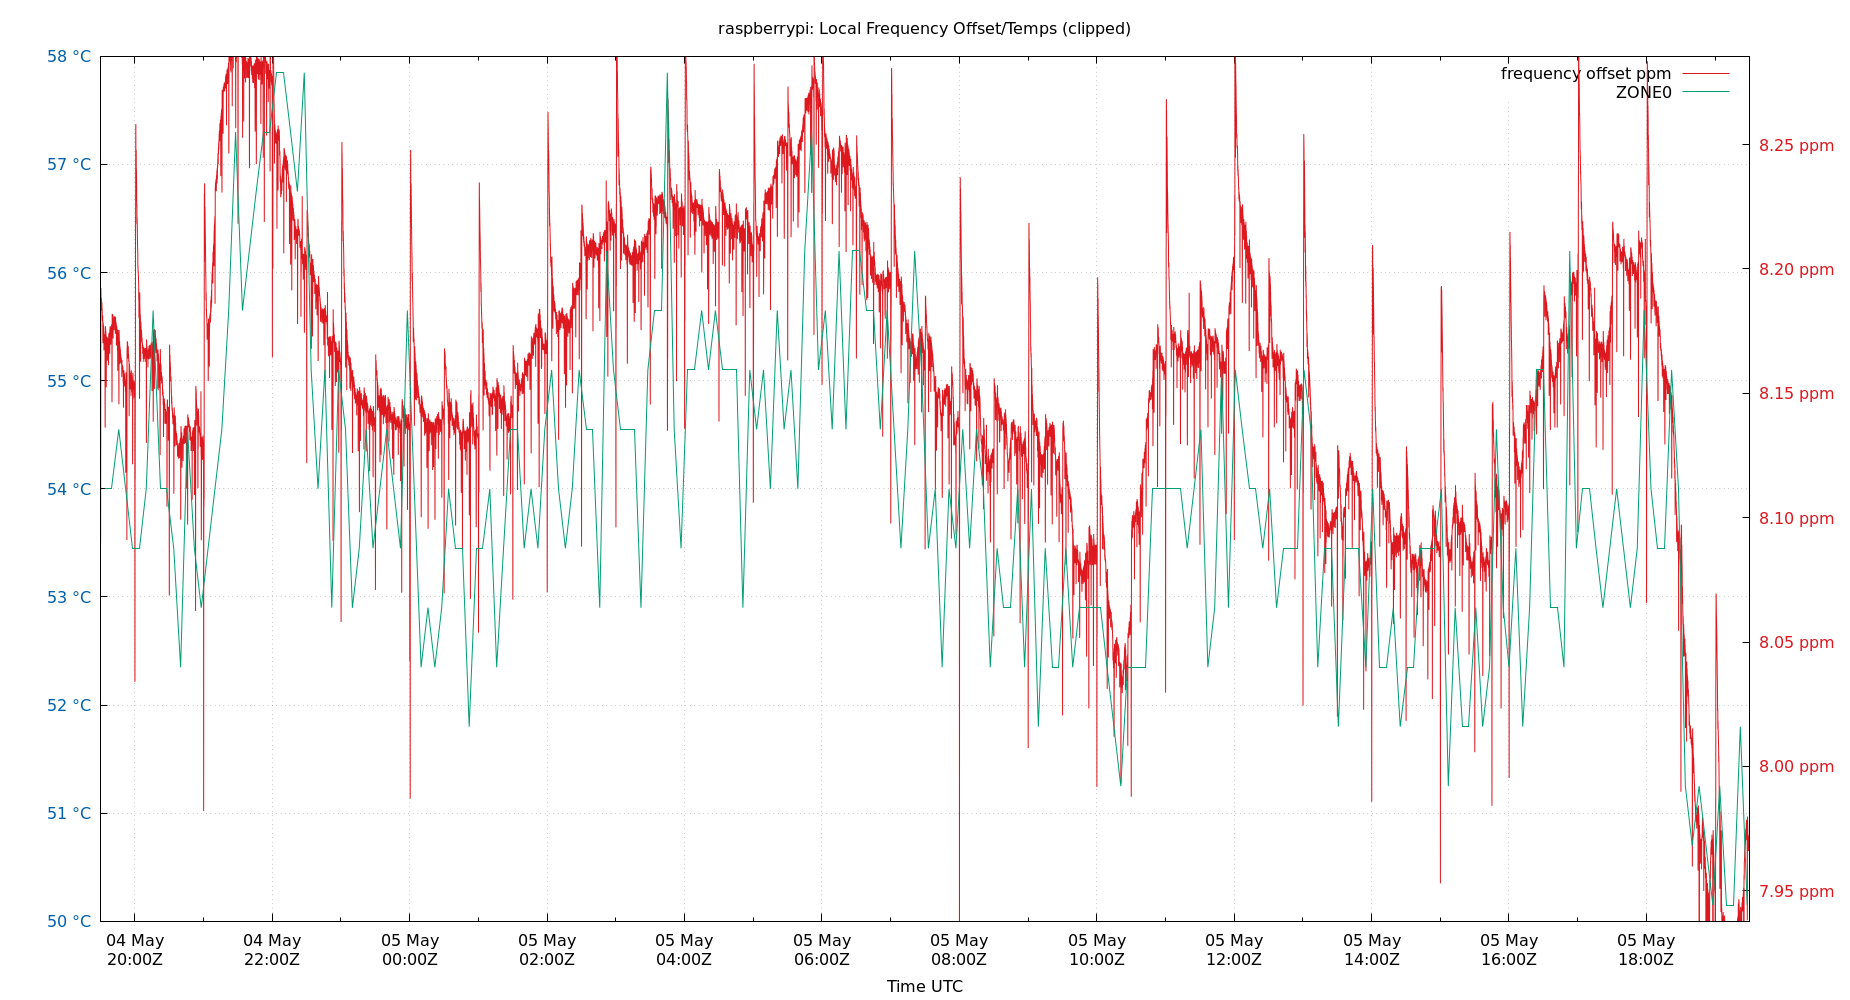 raspberrypi: Local Frequency Offset/Temps (clipped)
58 °C
57 °C
56 °C
55 °C
54 °C
53 °C
52 °C
51 °C
50 °C
frequency offset ppm
ZONE0
8.25 ppm
8.20 ppm
8.15 ppm
8.10 ppm
8.05 ppm
8.00 ppm
7.95 ppm
04 May 04 May 05 May 05 May 05 May 05 May 05 May 05 May 05 May 05 May 05 May 05 May
20:00Z 22:00Z 00:00Z 02:00Z 04:00Z 06:00Z 08:00Z 10:00Z 12:00Z 14:00Z 16:00Z 18:00Z
Time UTC